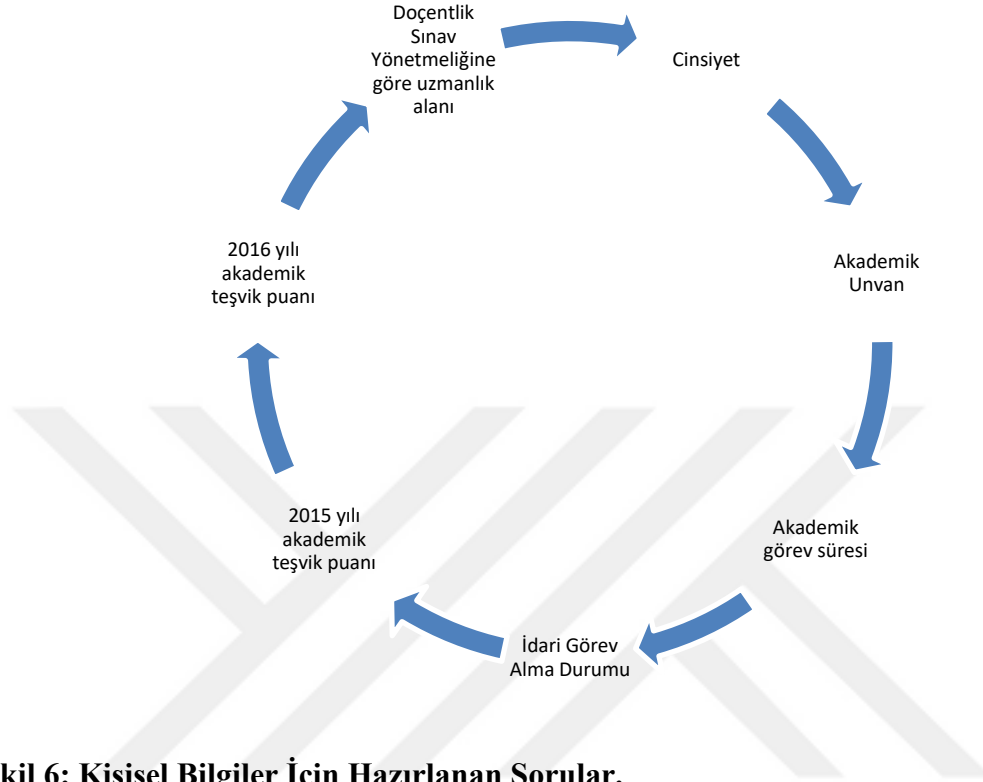 Doçentlik
Sınav
Yönetmeliğine
göre uzmanlık
alanı
Cinsiyet
Akademik
Unvan
Akademik
görev süresi
İdari Görev
Alma Durumu
2015 yılı
akademik
teşvik puanı
2016 yılı
akademik
teşvik puanı
kil 6: Kişisel Bilgiler İçin Hazırlanan Sorular.